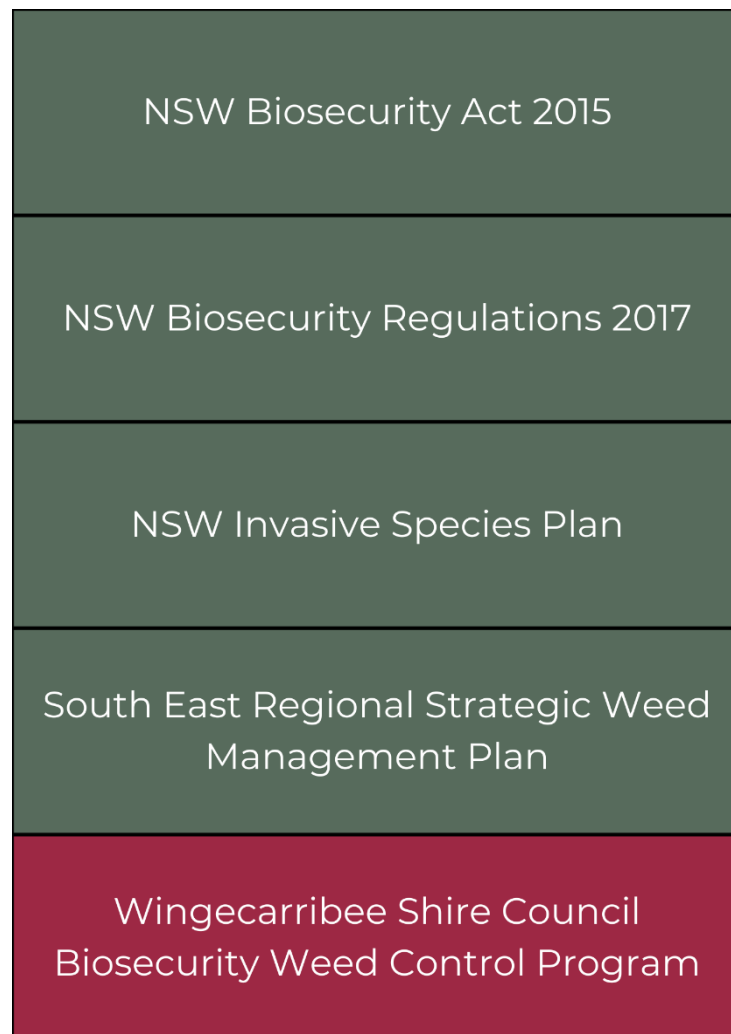 NSW Biosecurity Act 2015
NSW Biosecurity Regulations 2017
NSW Invasive Species Plan
South East Regional Strategic Weed
Management Plan
Wingecarribee Shire Council
Biosecurity Weed Control Program